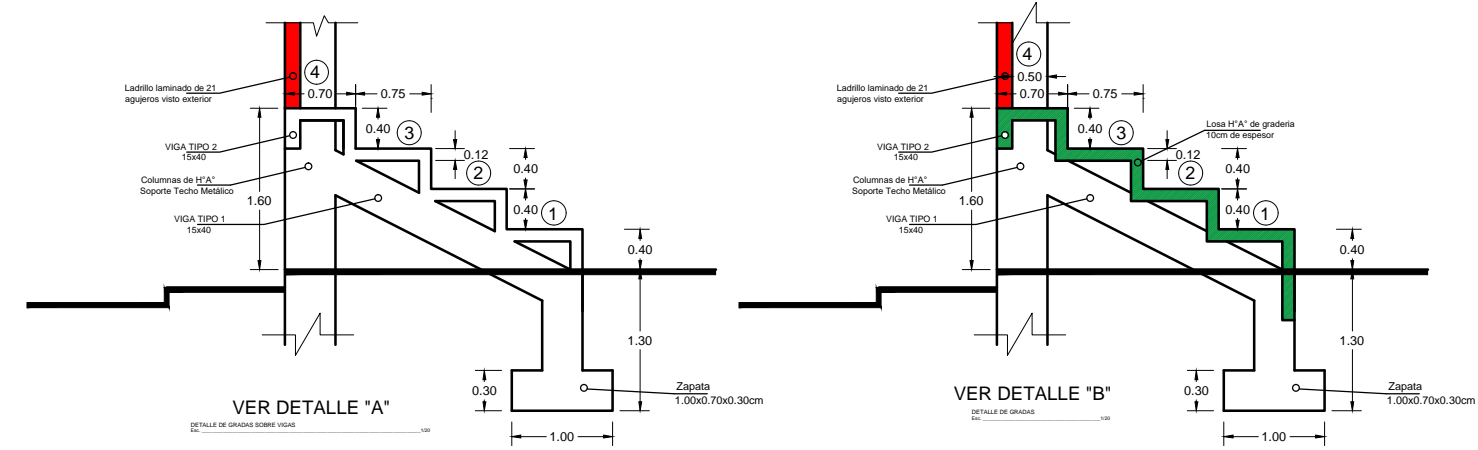 4
0.70
0.75
Ladrillo laminado de 21
agujeros visto exterior
0.40
3
VIGA TIPO 2
15x40
0.12
2
0.40
Columnas de H°A°
Soporte Techo Metálico
1.60
0.40
1
VIGA TIPO 1
15x40
0.40
1.30
0.30
Zapata
1.00x0.70x0.30cm
VER DETALLE "A"
DETALLE DE GRADAS SOBRE VIGAS
Esc. 1/20
1.00
4
0.50
0.70
0.75
Ladrillo laminado de 21
agujeros visto exterior
0.40
3
Losa H°A° de graderia
10cm de espesor
VIGA TIPO 2
15x40
0.12
2
0.40
Columnas de H°A°
Soporte Techo Metálico
1.60
0.40
1
VIGA TIPO 1
15x40
0.40
1.30
0.30
Zapata
1.00x0.70x0.30cm
VER DETALLE "B"
DETALLE DE GRADAS
Esc. 1/20
1.00